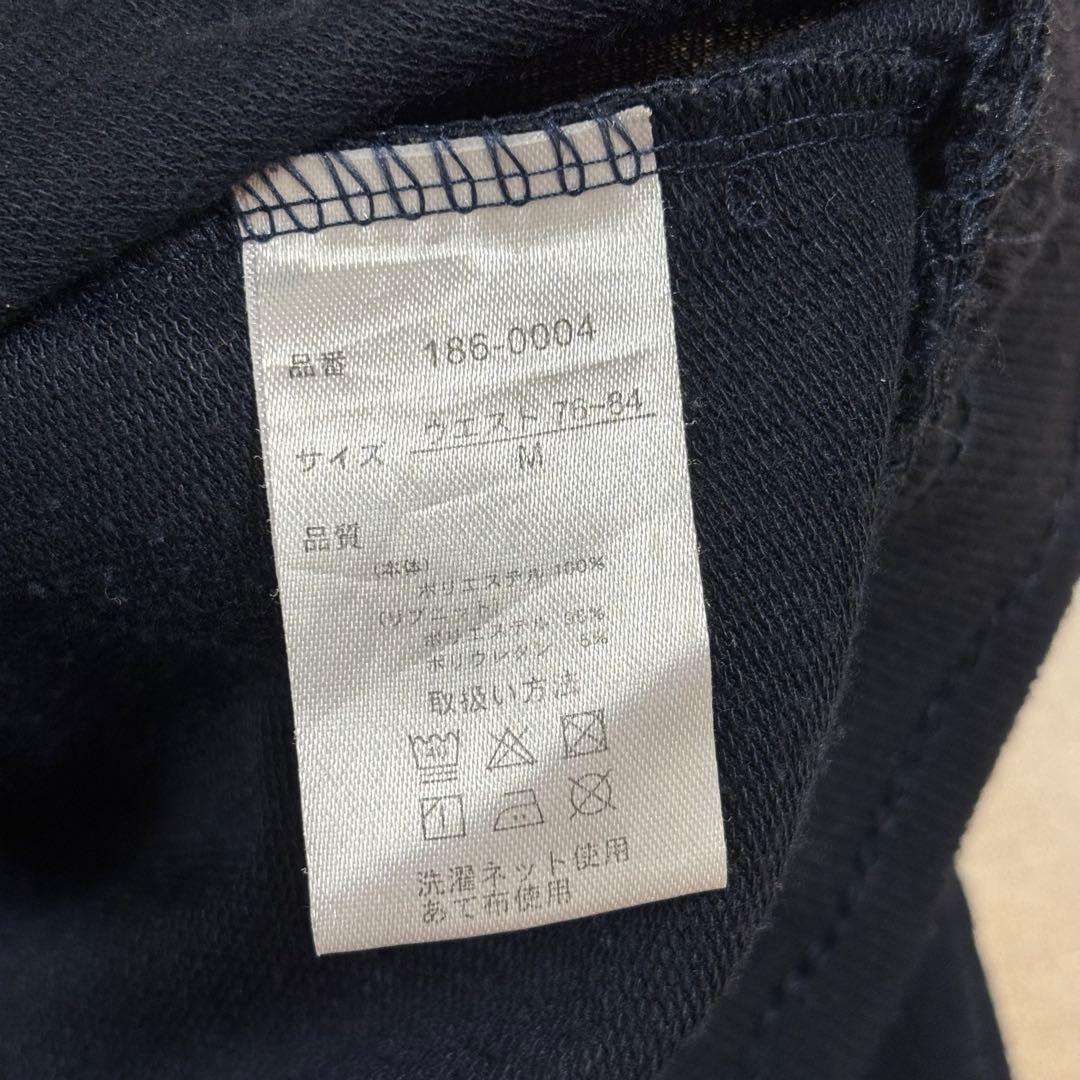 品番 186-0004
サイズ ウエスト 76-84
M
品質
(本体)
ポリエステル 100%
(リブニット)
ポリエステル 95%
ポリウレタン 5%
取扱い方法
洗濯ネット使用
あて布使用